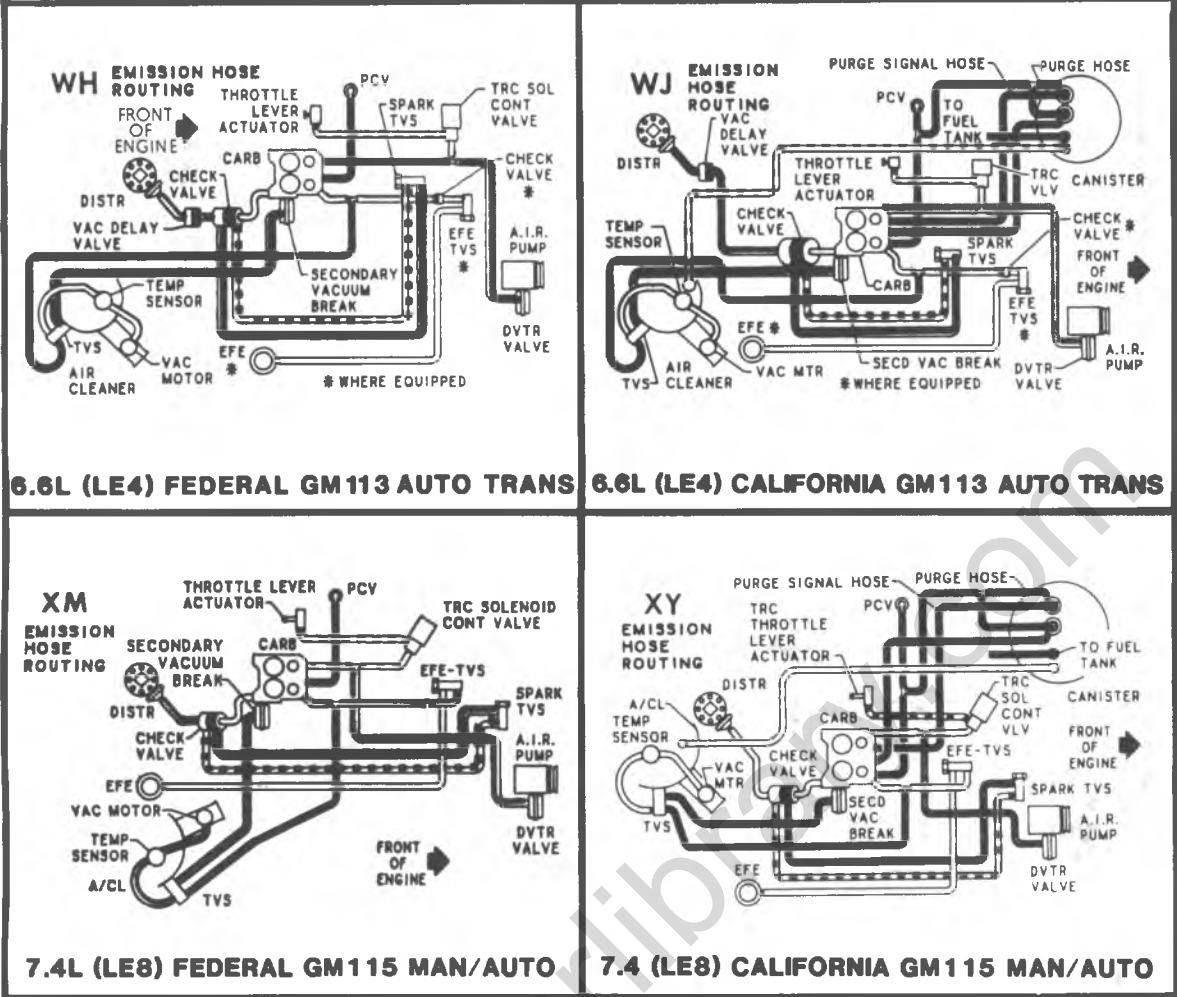 WH
EMISSION HOSE
ROUTING
FRONT
OF
ENGINE
THROTTLE
LEVER
ACTUATOR
PCV
SPARK
TVS
TRC SOL
CONT
VALVE
CARB
CHECK
VALVE
DISTR
VAC DELAY
VALVE
CHECK
VALVE
*
EFE
TVS
*
A.I.R.
PUMP
TEMP
SENSOR
SECONDARY
VACUUM
BREAK
DVTR
VALVE
TVS
VAC
MOTOR
EFE
*
AIR
CLEANER
*WHERE EQUIPPED
6.6L (LE4) FEDERAL GM113 AUTO TRANS
WJ
EMISSION
HOSE
ROUTING
PURGE SIGNAL HOSE
PURGE HOSE
PCV
TO
FUEL
TANK
VAC
DELAY
VALVE
DISTR
THROTTLE
LEVER
ACTUATOR
TRC
VLV
CANISTER
TEMP
SENSOR
CHECK
VALVE
SPARK
TVS
CHECK
VALVE *
FRONT
OF
ENGINE
CARB
EFE
TVS
*
EFE *
SECD VAC BREAK
A.I.R.
PUMP
TVS
AIR
CLEANER
VAC MTR
*WHERE EQUIPPED
DVTR
VALVE
6.6L (LE4) CALIFORNIA GM113 AUTO TRANS
XM
EMISSION
HOSE
ROUTING
THROTTLE LEVER
ACTUATOR
PCV
TRC SOLENOID
CONT VALVE
SECONDARY
VACUUM
BREAK
CARB
EFE-TVS
SPARK
TVS
DISTR
CHECK
VALVE
A.I.R.
PUMP
EFE
VAC MOTOR
TEMP
SENSOR
A/CL
TVS
FRONT
OF
ENGINE
DVTR
VALVE
7.4L (LE8) FEDERAL GM115 MAN/AUTO
XY
EMISSION
HOSE
ROUTING
PURGE SIGNAL HOSE
PURGE HOSE
TRC
THROTTLE
LEVER
ACTUATOR
PCV
TO FUEL
TANK
DISTR
TRC
SOL
CONT
VLV
CANISTER
A/CL
TEMP
SENSOR
CARB
FRONT
OF
ENGINE
EFE-TVS
VAC
MTR
CHECK
VALVE
SPARK TVS
TVS
SECD
VAC
BREAK
A.I.R.
PUMP
EFE
DVTR
VALVE
7.4 (LE8) CALIFORNIA GM115 MAN/AUTO